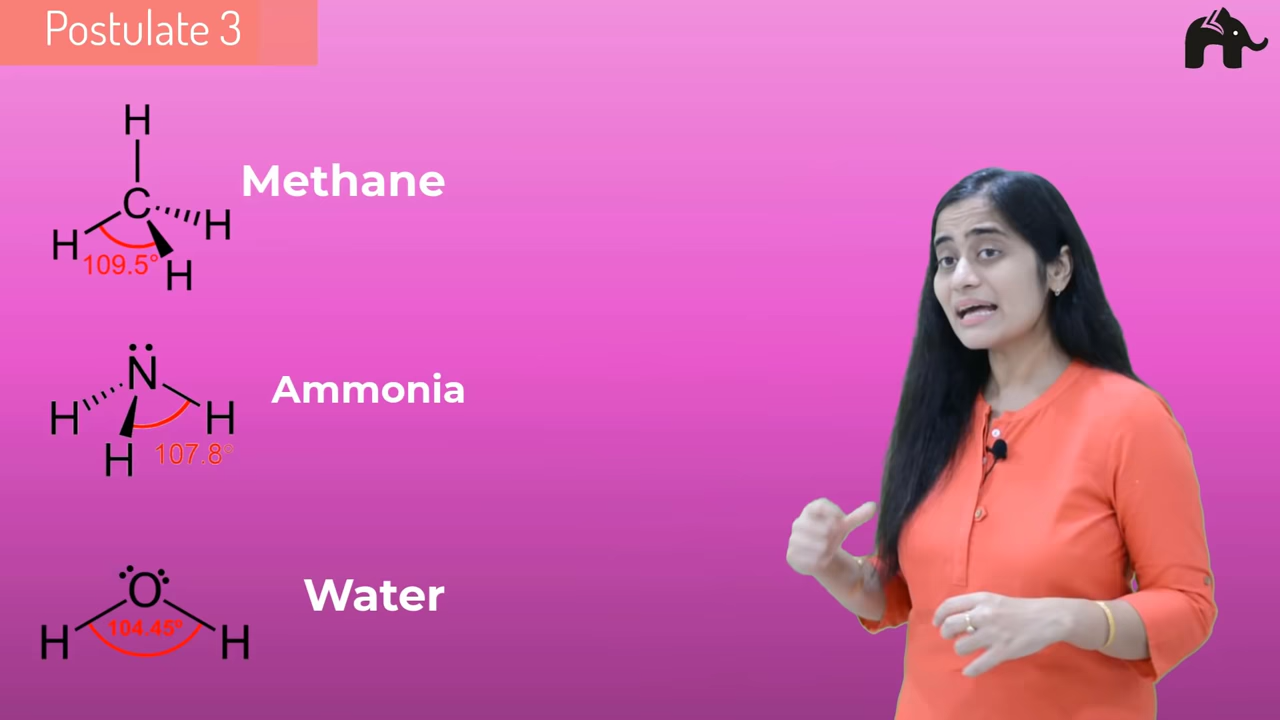 Postulate 3
H
C
H
H
109.5°
H
Methane
N
H
H
H
107.8°
Ammonia
O
H
104.45°
H
Water